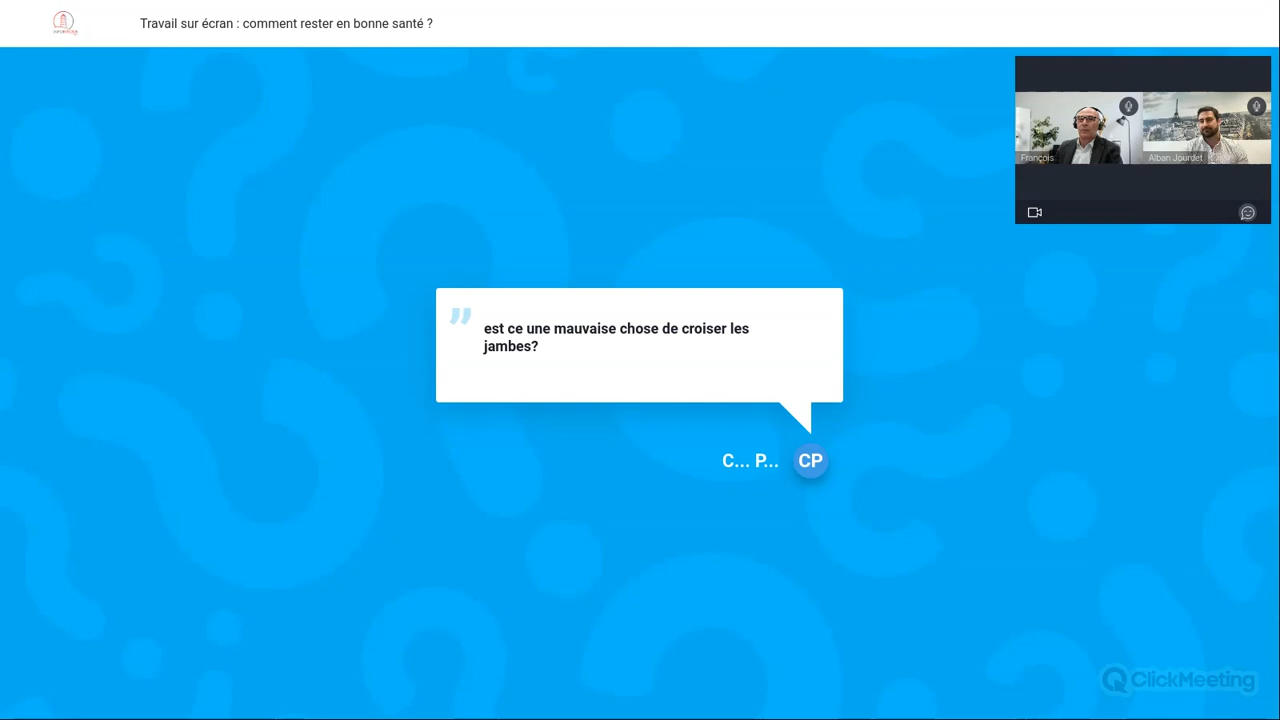 Travail sur écran : comment rester en bonne santé ?
François
Alban Jourdet
”
est ce une mauvaise chose de croiser les
jambes?
C... P...
CP
ClickMeeting